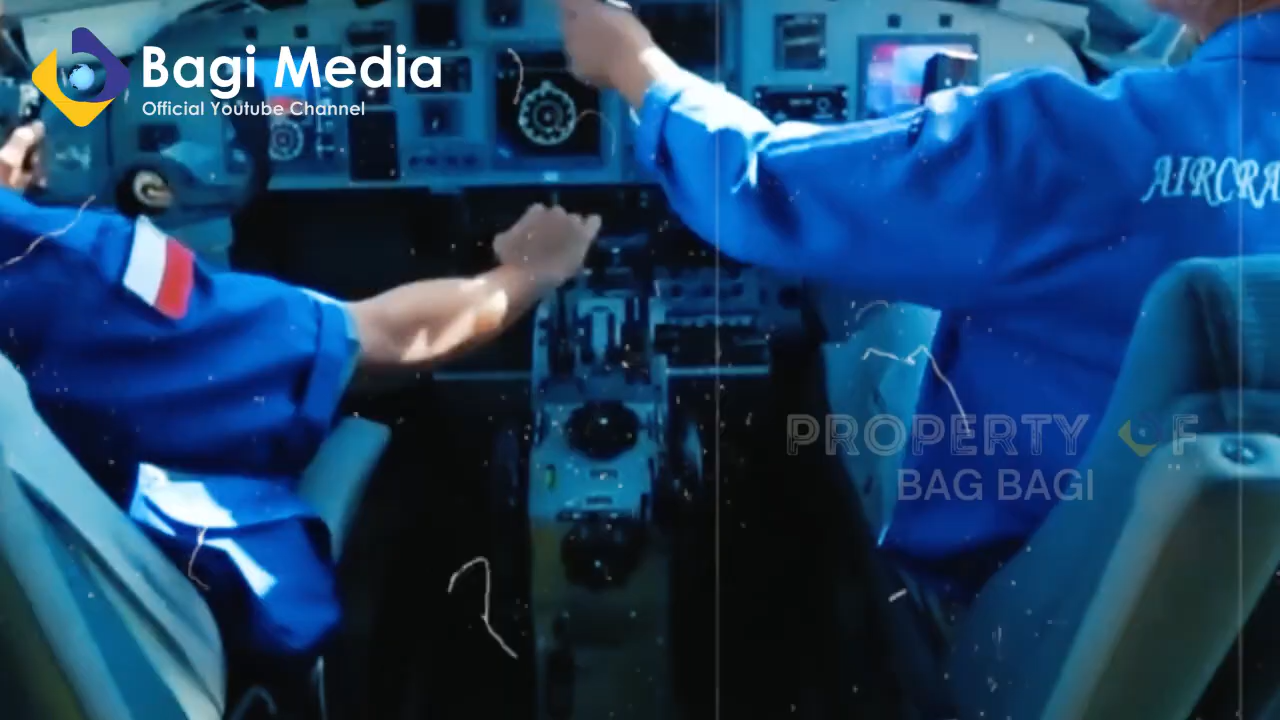 Bagi Media
Official Youtube Channel
AIRCRA
PROPERTY OF
BAG BAGI